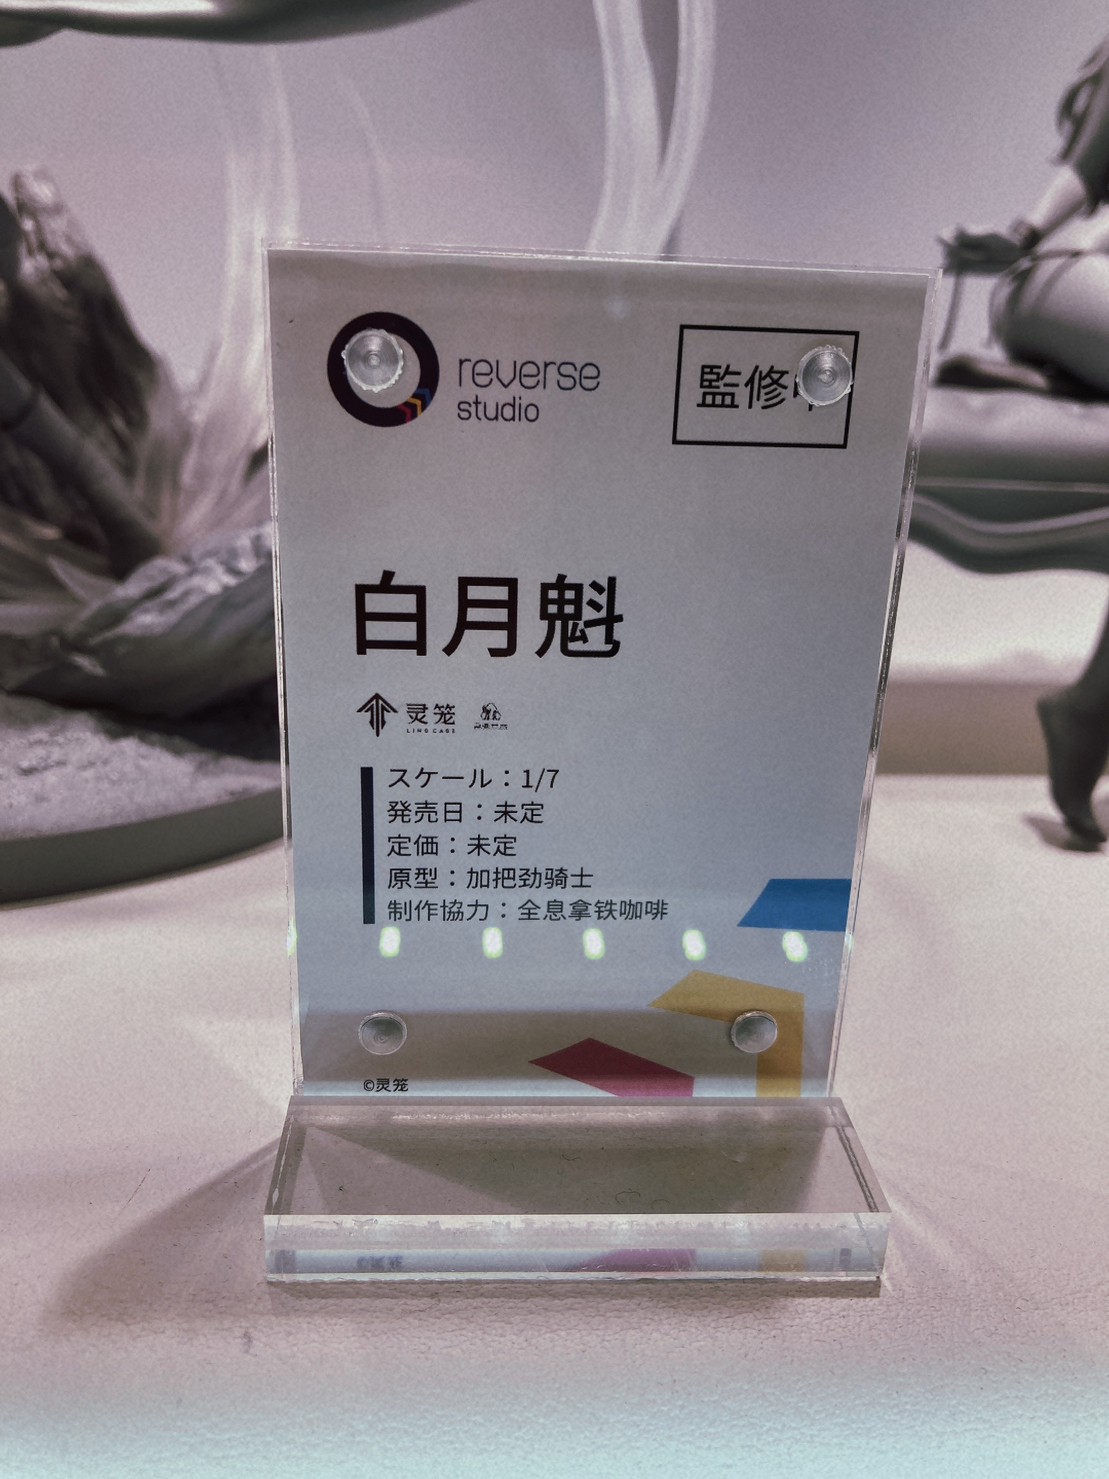 reverse
studio
監修中
白月魁
灵笼
LING CAGE
スケール：1/7
発売日：未定
定価：未定
原型：加把劲骑士
制作協力：全息拿铁咖啡
©灵笼